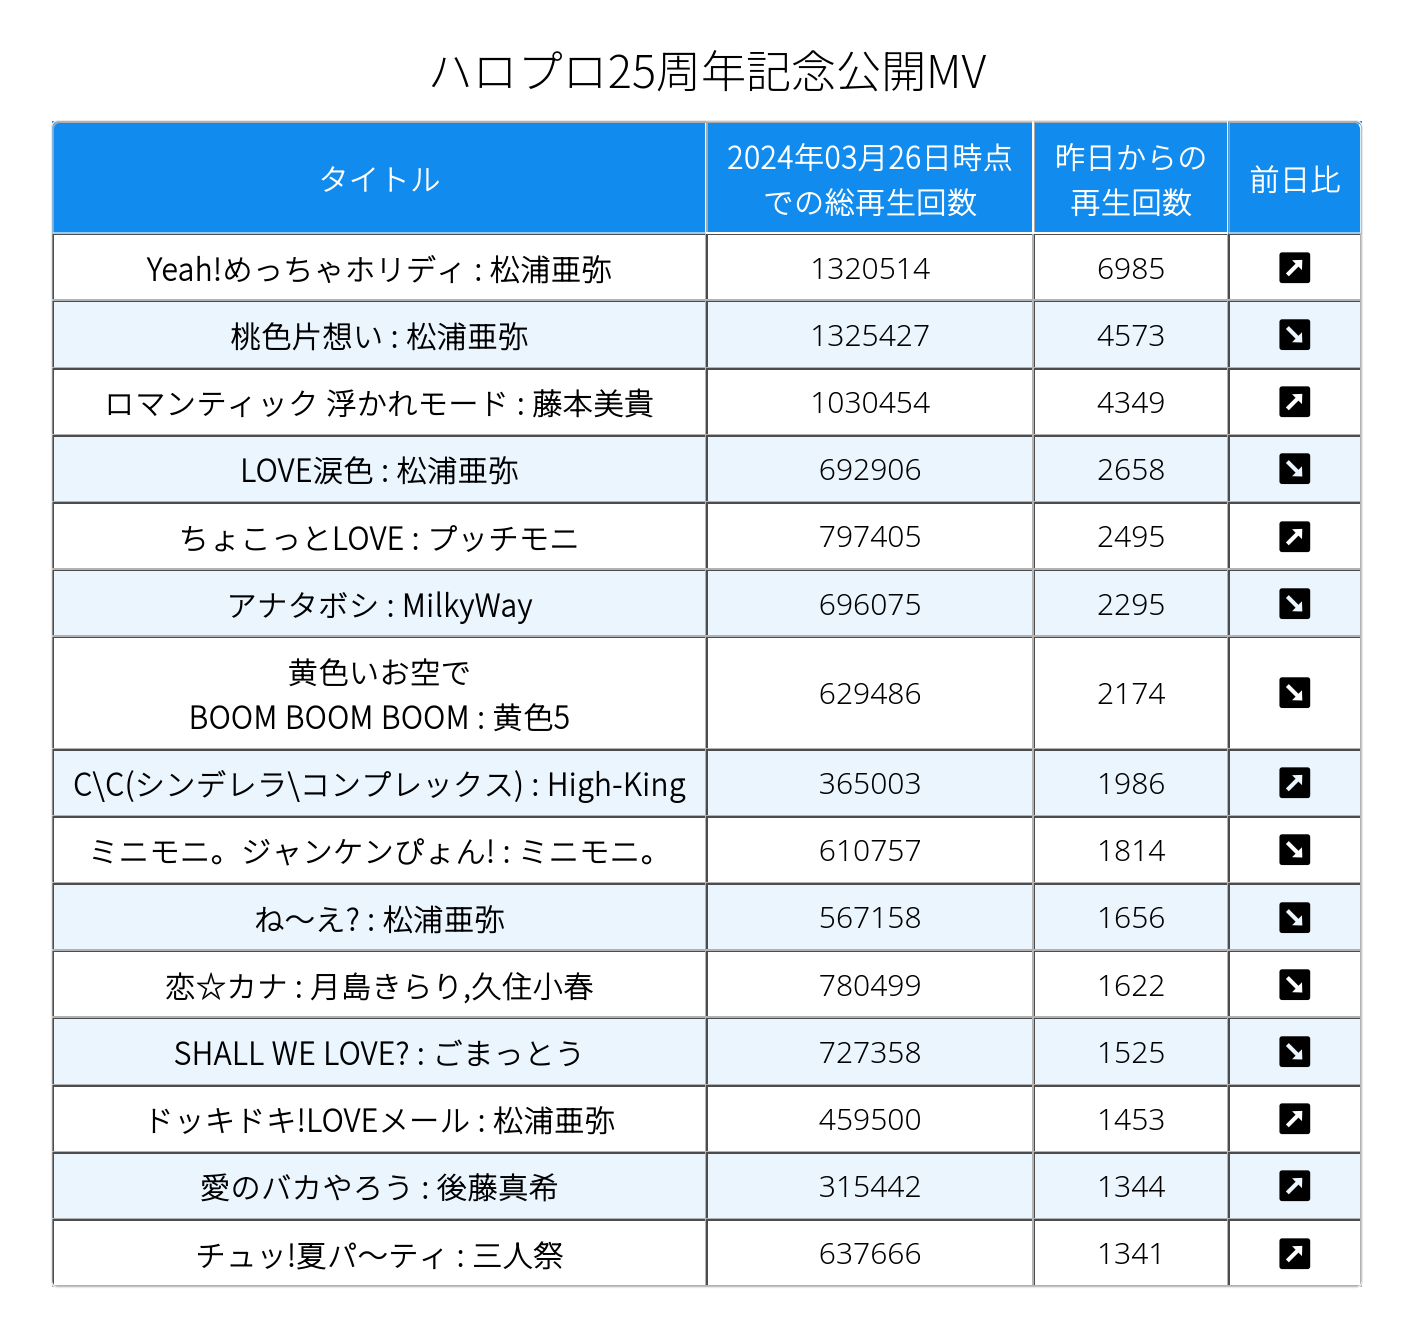 ハロプロ25周年記念公開MV
タイトル
2024年03月26日時点
での総再生回数
昨日からの
再生回数
前日比
Yeah!めっちゃホリディ : 松浦亜弥 1320514 6985 ↗
桃色片想い : 松浦亜弥 1325427 4573 ↘
ロマンティック 浮かれモード : 藤本美貴 1030454 4349 ↗
LOVE涙色 : 松浦亜弥 692906 2658 ↘
ちょこっとLOVE : プッチモニ 797405 2495 ↗
アナタボシ : MilkyWay 696075 2295 ↘
黄色いお空で
BOOM BOOM BOOM : 黄色5 629486 2174 ↘
C\C(シンデレラ\コンプレックス) : High-King 365003 1986 ↗
ミニモニ。ジャンケンぴょん! : ミニモニ。 610757 1814 ↘
ね〜え? : 松浦亜弥 567158 1656 ↘
恋☆カナ : 月島きらり,久住小春 780499 1622 ↘
SHALL WE LOVE? : ごまっとう 727358 1525 ↘
ドッキドキ!LOVEメール : 松浦亜弥 459500 1453 ↗
愛のバカやろう : 後藤真希 315442 1344 ↗
チュッ!夏パ〜ティ : 三人祭 637666 1341 ↗